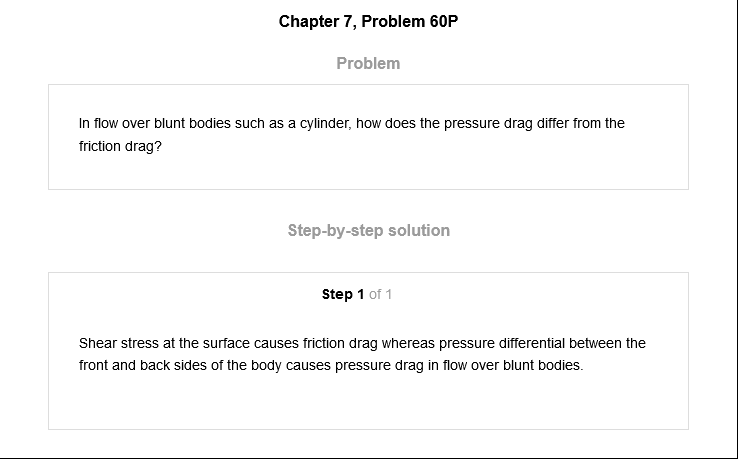 Chapter 7, Problem 60P
Problem
In flow over blunt bodies such as a cylinder, how does the pressure drag differ from the
friction drag?
Step-by-step solution
Step 1 of 1
Shear stress at the surface causes friction drag whereas pressure differential between the
front and back sides of the body causes pressure drag in flow over blunt bodies.